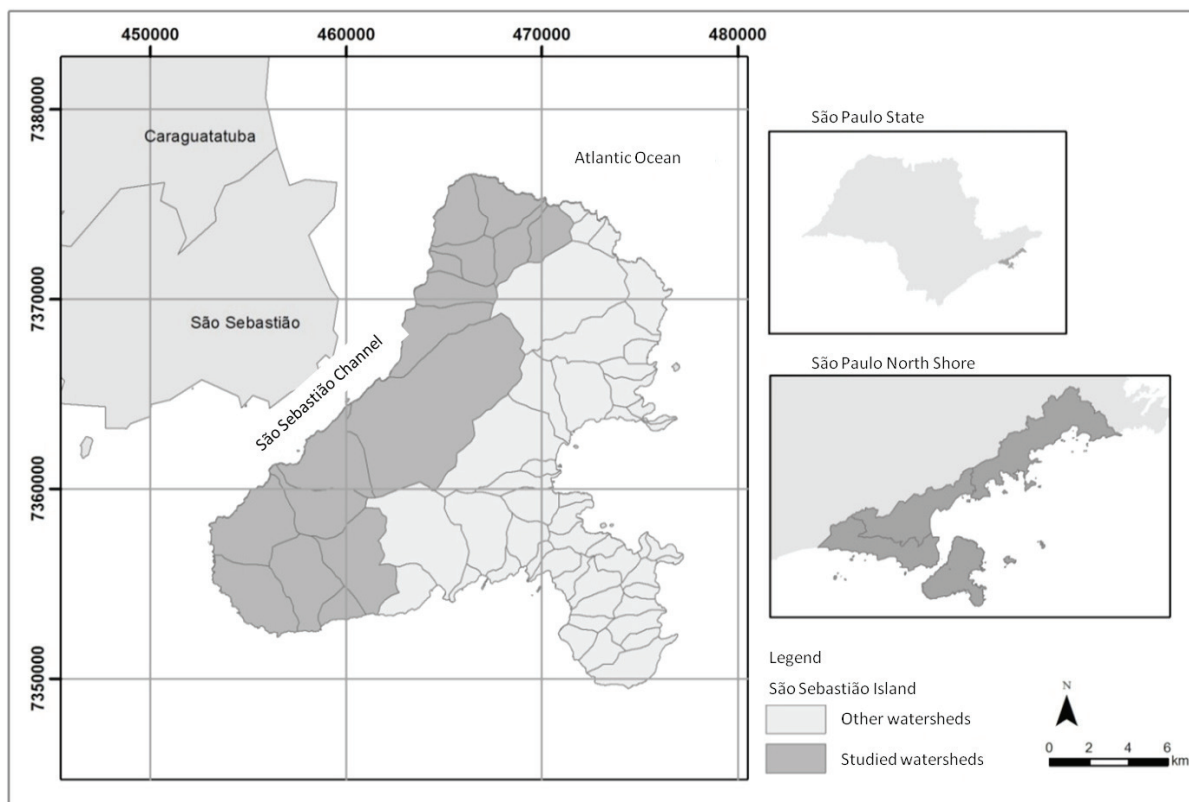 450000 460000 470000 480000
7380000
7370000
7360000
7350000
Caraguatatuba
São Sebastião
São Sebastião Channel
Atlantic Ocean
São Paulo State
São Paulo North Shore
Legend
São Sebastião Island
Other watersheds
Studied watersheds
N
0 2 4 6
km